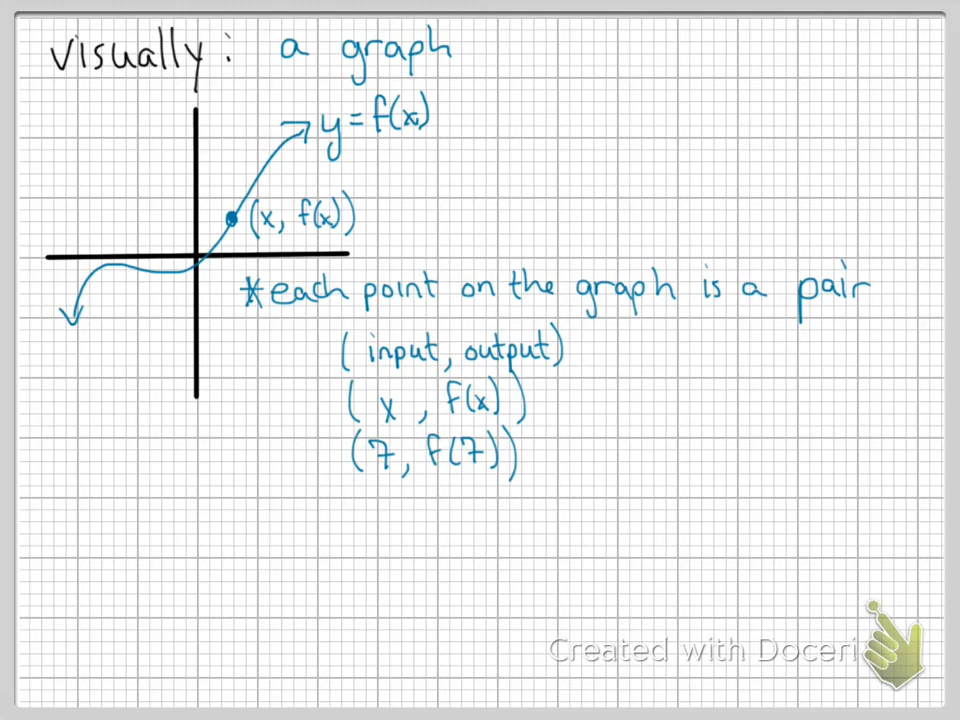 visually: a graph
y = f(x)
(x, f(x))
*each point on the graph is a pair
(input, output)
(x, f(x))
(7, f(7))
Created with Doceri